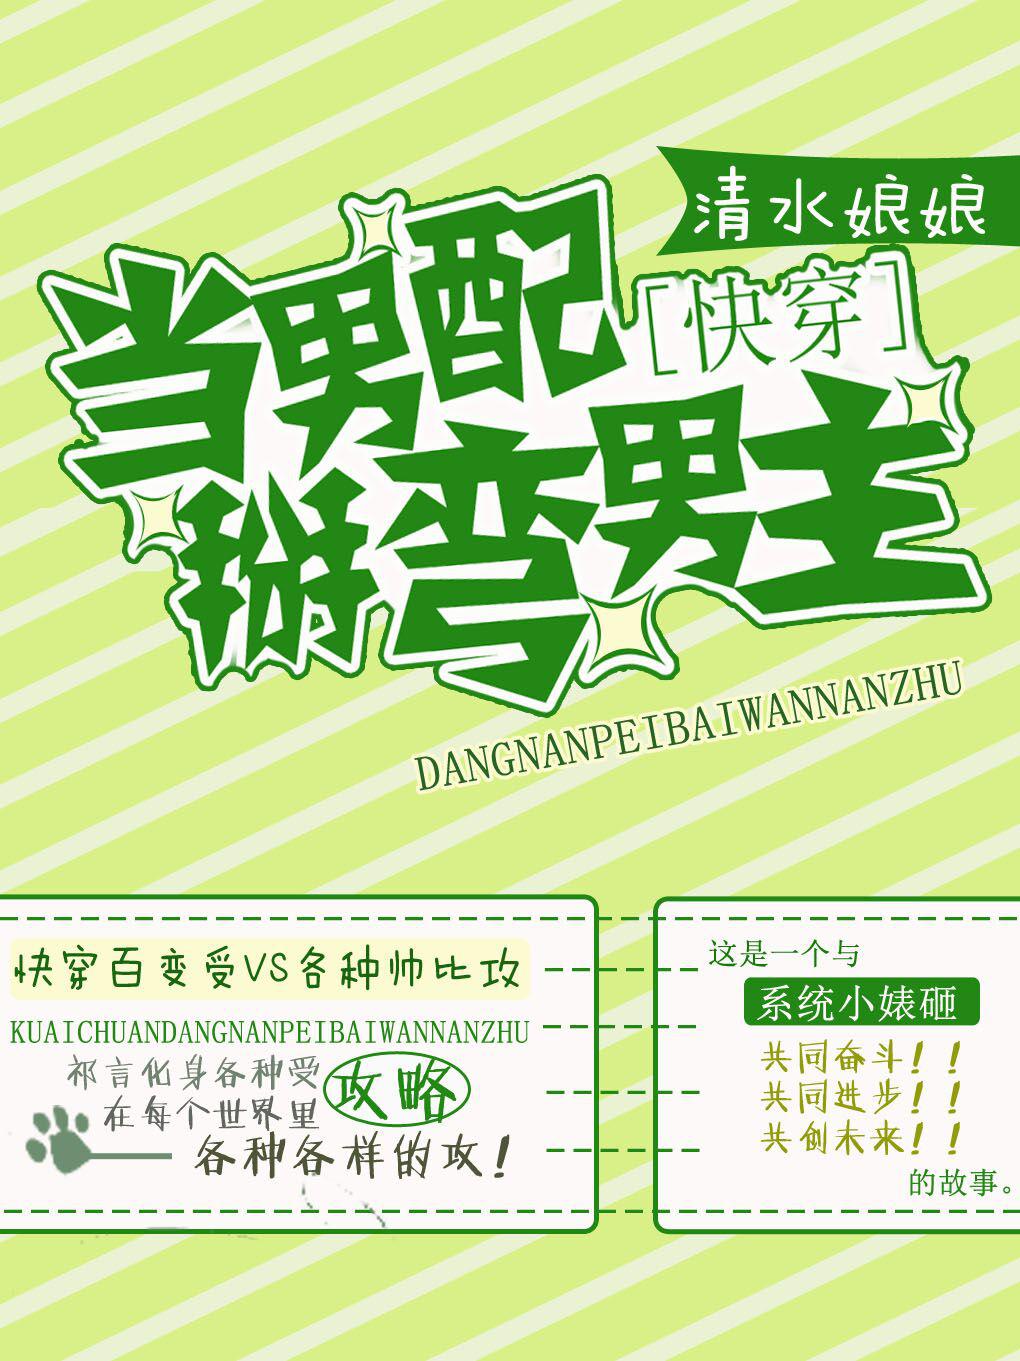 清水娘娘
当男配
[快穿]
掰弯男主
DANGNANPEIBAIWANNANZHU
快穿百变受VS各种帅比攻
KUAICHUANDANGNANPEIBAIWANNANZHU
祁言化身各种受
在每个世界里
攻略
各种各样的攻！
这是一个与
系统小婊砸
共同奋斗！！
共同进步！！
共创未来！！
的故事。